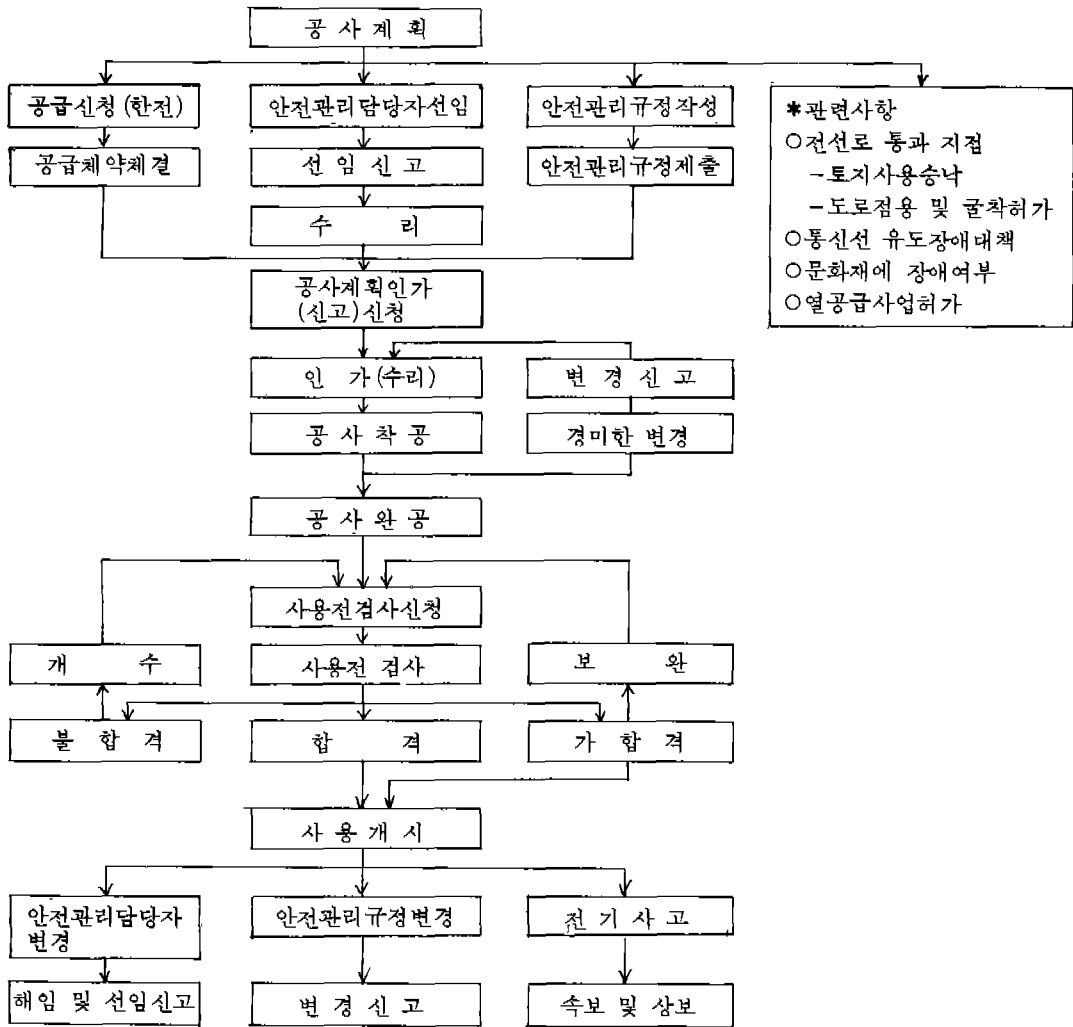 공사계획
공급신청(한전)
안전관리담당자선임
안전관리규정작성
공급체약체결
선임신고
안전관리규정제출
수 리
공사계획인가
(신고)신청
*관련사항
○전선로 통과 지점
-토지사용승낙
-도로점용 및 굴착허가
○통신선 유도장애대책
○문화재에 장애여부
○열공급사업허가
인 가(수리)
변경신고
공사착공
경미한 변경
공사완공
사용전검사신청
개 수
사용전 검사
보 완
불합격
합 격
가합격
사용개시
안전관리담당자
변경
안전관리규정변경
전기사고
해임 및 선임신고
변경신고
속보 및 상보